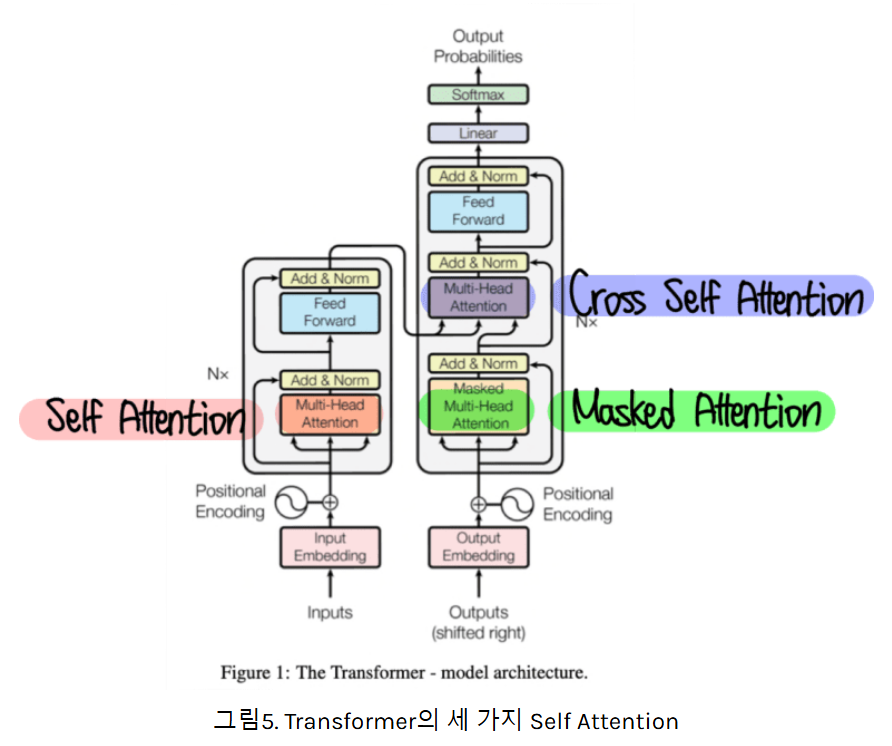 Output
Probabilities
Softmax
Linear
Add & Norm
Feed
Forward
Add & Norm
Multi-Head
Attention
Cross Self Attention
Nx
Add & Norm
Masked
Multi-Head
Attention
Masked Attention
Add & Norm
Feed
Forward
Nx
Add & Norm
Multi-Head
Attention
Self Attention
Positional
Encoding
Positional
Encoding
Input
Embedding
Output
Embedding
Inputs
Outputs
(shifted right)
Figure 1: The Transformer - model architecture.
그림5. Transformer의 세 가지 Self Attention